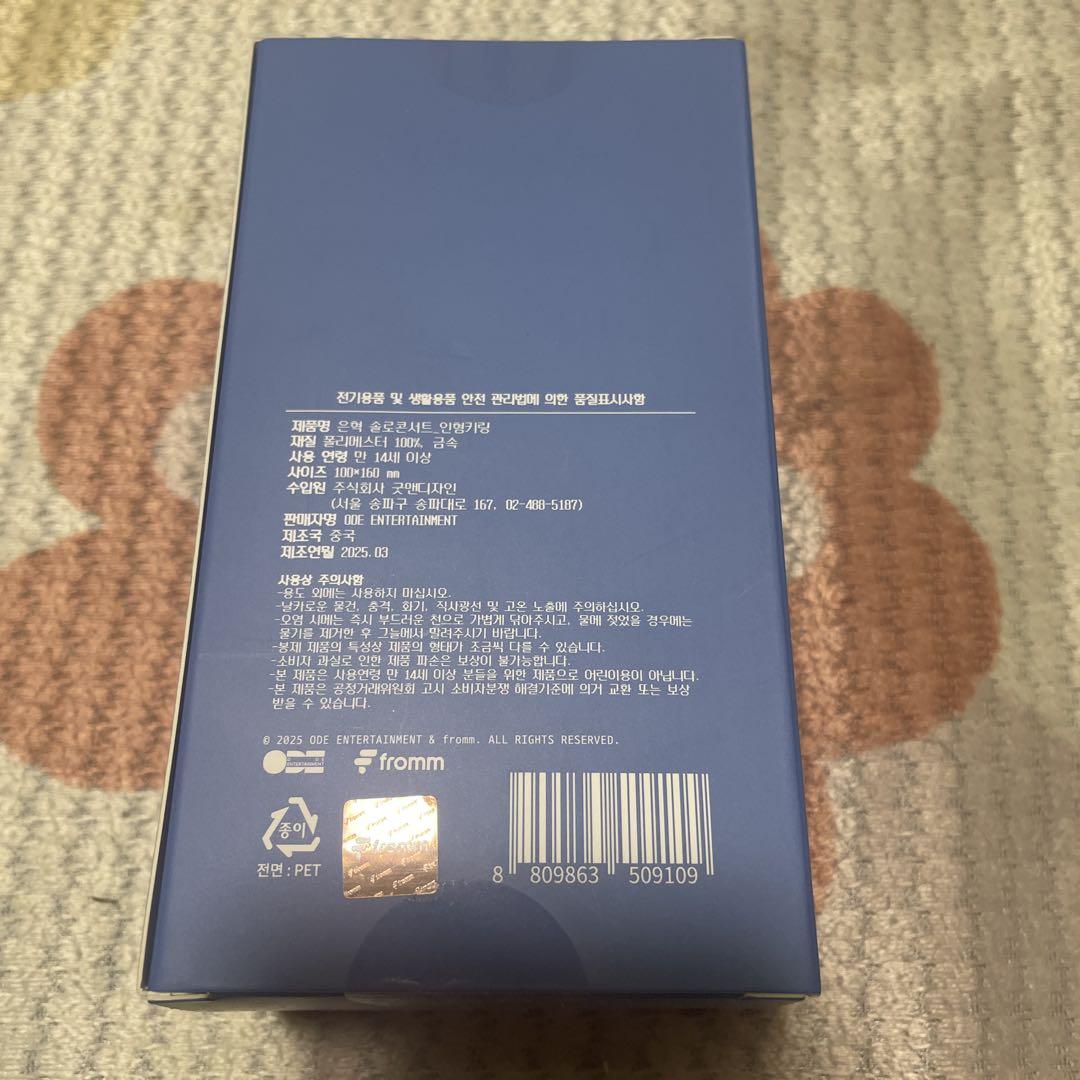 전기용품 및 생활용품 안전 관리법에 의한 품질표시사항
제품명 은혁 솔로콘서트_인형키링
재질 폴리에스터 100%, 금속
사용 연령 만 14세 이상
사이즈 100*160 mm
수입원 주식회사 굿맨디자인
(서울 송파구 송파대로 167, 02-488-5187)
판매자명 ODE ENTERTAINMENT
제조국 중국
제조연월 2025.03
사용상 주의사항
-용도 외에는 사용하지 마십시오.
-날카로운 물건, 충격, 화기, 직사광선 및 고온 노출에 주의하십시오.
-오염 시에는 즉시 부드러운 천으로 가볍게 닦아주시고, 물에 젖었을 경우에는
물기를 제거한 후 그늘에서 말려주시기 바랍니다.
-봉제 제품의 특성상 제품의 형태가 조금씩 다를 수 있습니다.
-소비자 과실로 인한 제품 파손은 보상이 불가능합니다.
-본 제품은 사용연령 만 14세 이상 분들을 위한 제품으로 어린이용이 아닙니다.
-본 제품은 공정거래위원회 고시 소비자분쟁 해결기준에 의거 교환 또는 보상
받을 수 있습니다.
© 2025 ODE ENTERTAINMENT & fromm. ALL RIGHTS RESERVED.
ODE ENTERTAINMENT fromm
종이
전면 : PET
fromm
8 809863 509109